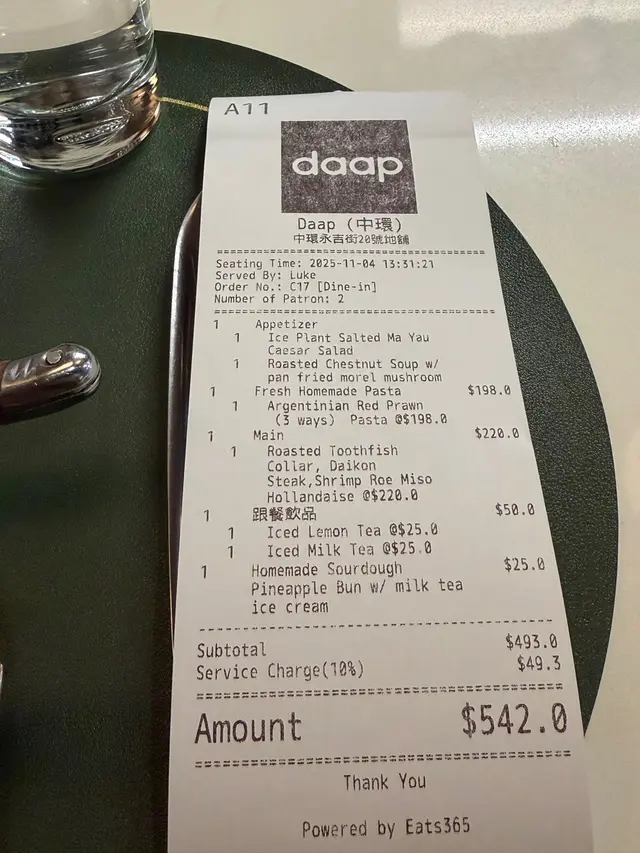 A11
daap
Daap (中環)
中環永吉街20號地舖
Seating Time: 2025-11-04 13:31:21
Served By: Luke
Order No.: C17 [Dine-in]
Number of Patron: 2
1 Appetizer
1 Ice Plant Salted Ma Yau
Caesar Salad
1 Roasted Chestnut Soup w/
pan fried morel mushroom
1 Fresh Homemade Pasta $198.0
1 Argentinian Red Prawn
(3 ways) Pasta @$198.0
1 Main $220.0
1 Roasted Toothfish
Collar, Daikon
Steak,Shrimp Roe Miso
Hollandaise @$220.0
1 跟餐飲品 $50.0
1 Iced Lemon Tea @$25.0
1 Iced Milk Tea @$25.0
1 Homemade Sourdough $25.0
Pineapple Bun w/ milk tea
ice cream
Subtotal $493.0
Service Charge(10%) $49.3
Amount $542.0
Thank You
Powered by Eats365